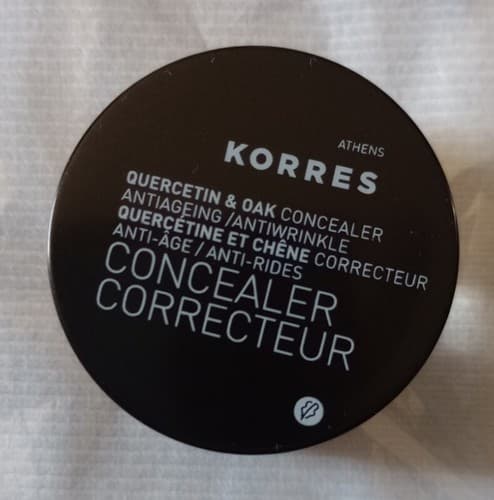 ATHENS
KORRES
QUERCETIN & OAK CONCEALER
ANTIAGEING /ANTIWRINKLE
QUERCÉTINE ET CHÊNE CORRECTEUR
ANTI-ÂGE / ANTI-RIDES
CONCEALER
CORRECTEUR